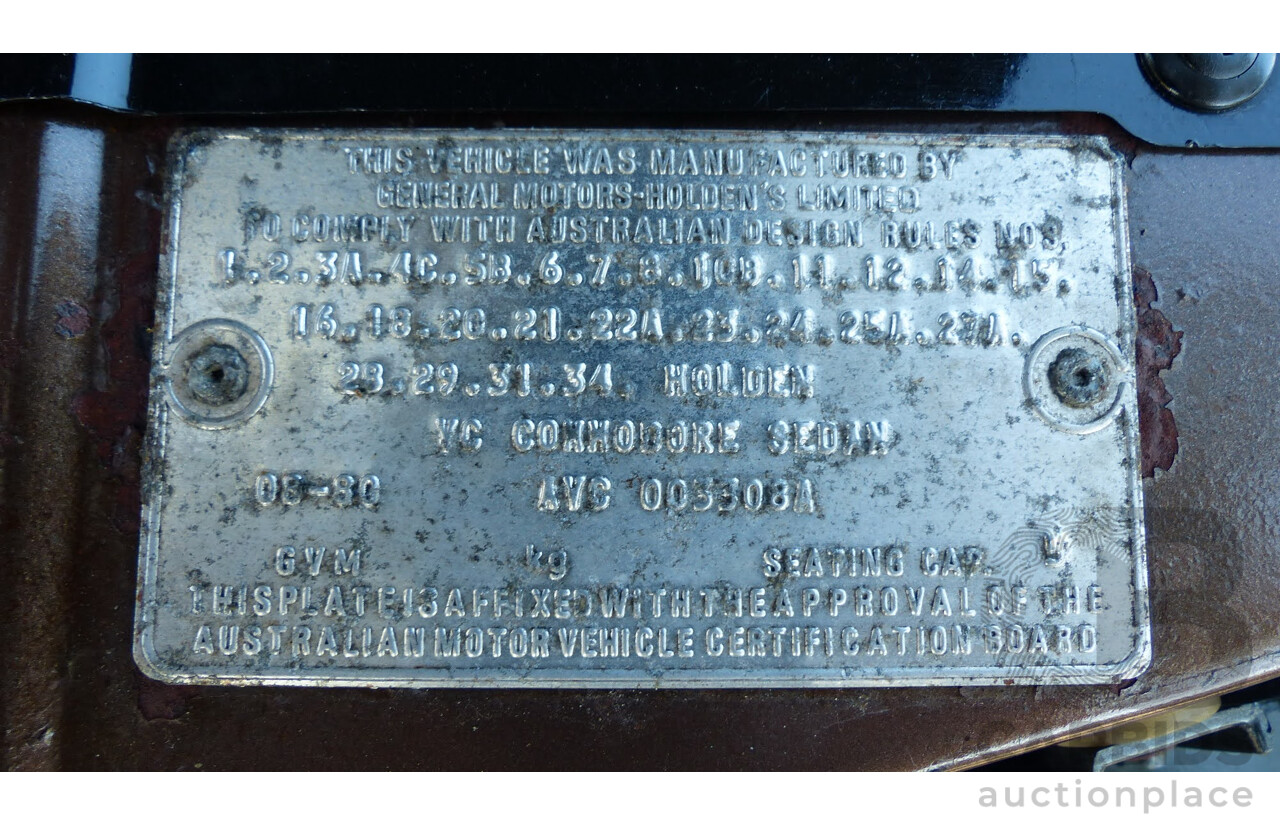 THIS VEHICLE WAS MANUFACTURED BY
GENERAL MOTORS-HOLDEN'S LIMITED
TO COMPLY WITH AUSTRALIAN DESIGN RULES NOS.
1.2.3A.4C.5B.6.7.8.10B.11.12.14.15.
16.18.20.21.22A.23.24.25A.27A.
28.29.31.34. HOLDEN
VC COMMODORE SEDAN
05-80 AVC 003308A
GVM kg SEATING CAP. 5
THIS PLATE IS AFFIXED WITH THE APPROVAL OF THE
AUSTRALIAN MOTOR VEHICLE CERTIFICATION BOARD
auctionplace